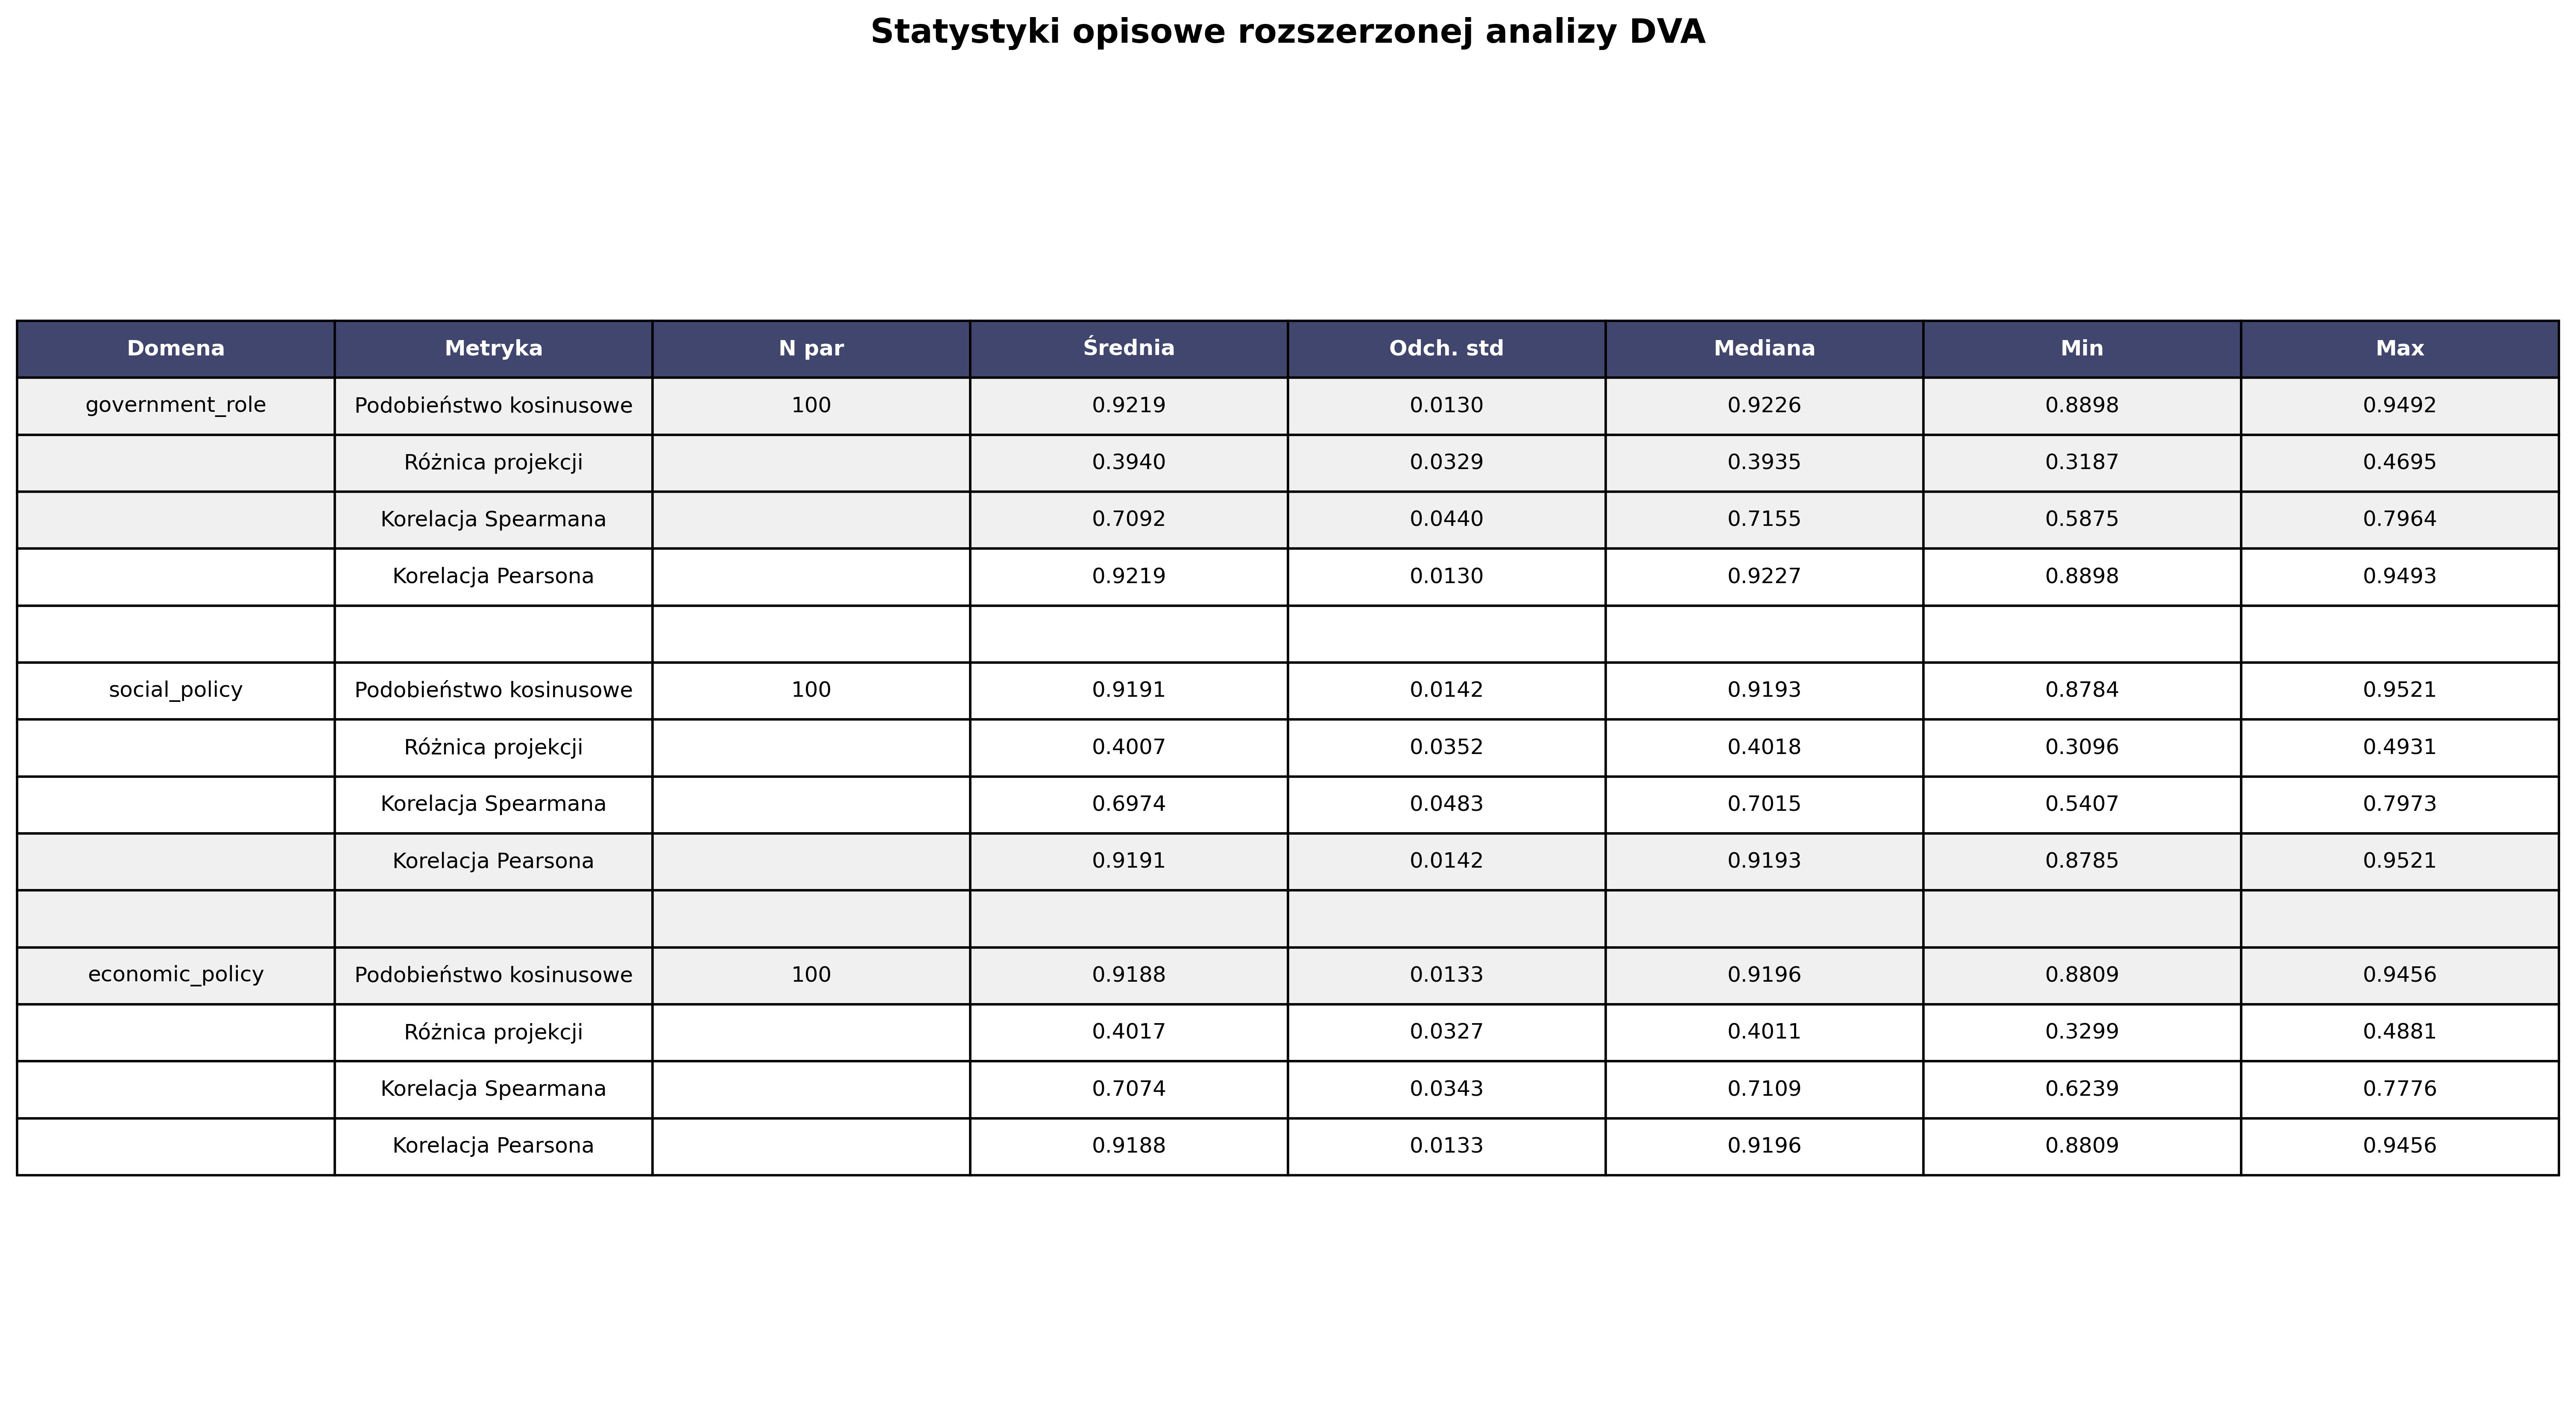 Statystyki opisowe rozszerzonej analizy DVA
Domena Metryka N par Średnia Odch. std Mediana Min Max
government_role Podobieństwo kosinusowe 100 0.9219 0.0130 0.9226 0.8898 0.9492
Różnica projekcji 0.3940 0.0329 0.3935 0.3187 0.4695
Korelacja Spearmana 0.7092 0.0440 0.7155 0.5875 0.7964
Korelacja Pearsona 0.9219 0.0130 0.9227 0.8898 0.9493
social_policy Podobieństwo kosinusowe 100 0.9191 0.0142 0.9193 0.8784 0.9521
Różnica projekcji 0.4007 0.0352 0.4018 0.3096 0.4931
Korelacja Spearmana 0.6974 0.0483 0.7015 0.5407 0.7973
Korelacja Pearsona 0.9191 0.0142 0.9193 0.8785 0.9521
economic_policy Podobieństwo kosinusowe 100 0.9188 0.0133 0.9196 0.8809 0.9456
Różnica projekcji 0.4017 0.0327 0.4011 0.3299 0.4881
Korelacja Spearmana 0.7074 0.0343 0.7109 0.6239 0.7776
Korelacja Pearsona 0.9188 0.0133 0.9196 0.8809 0.9456